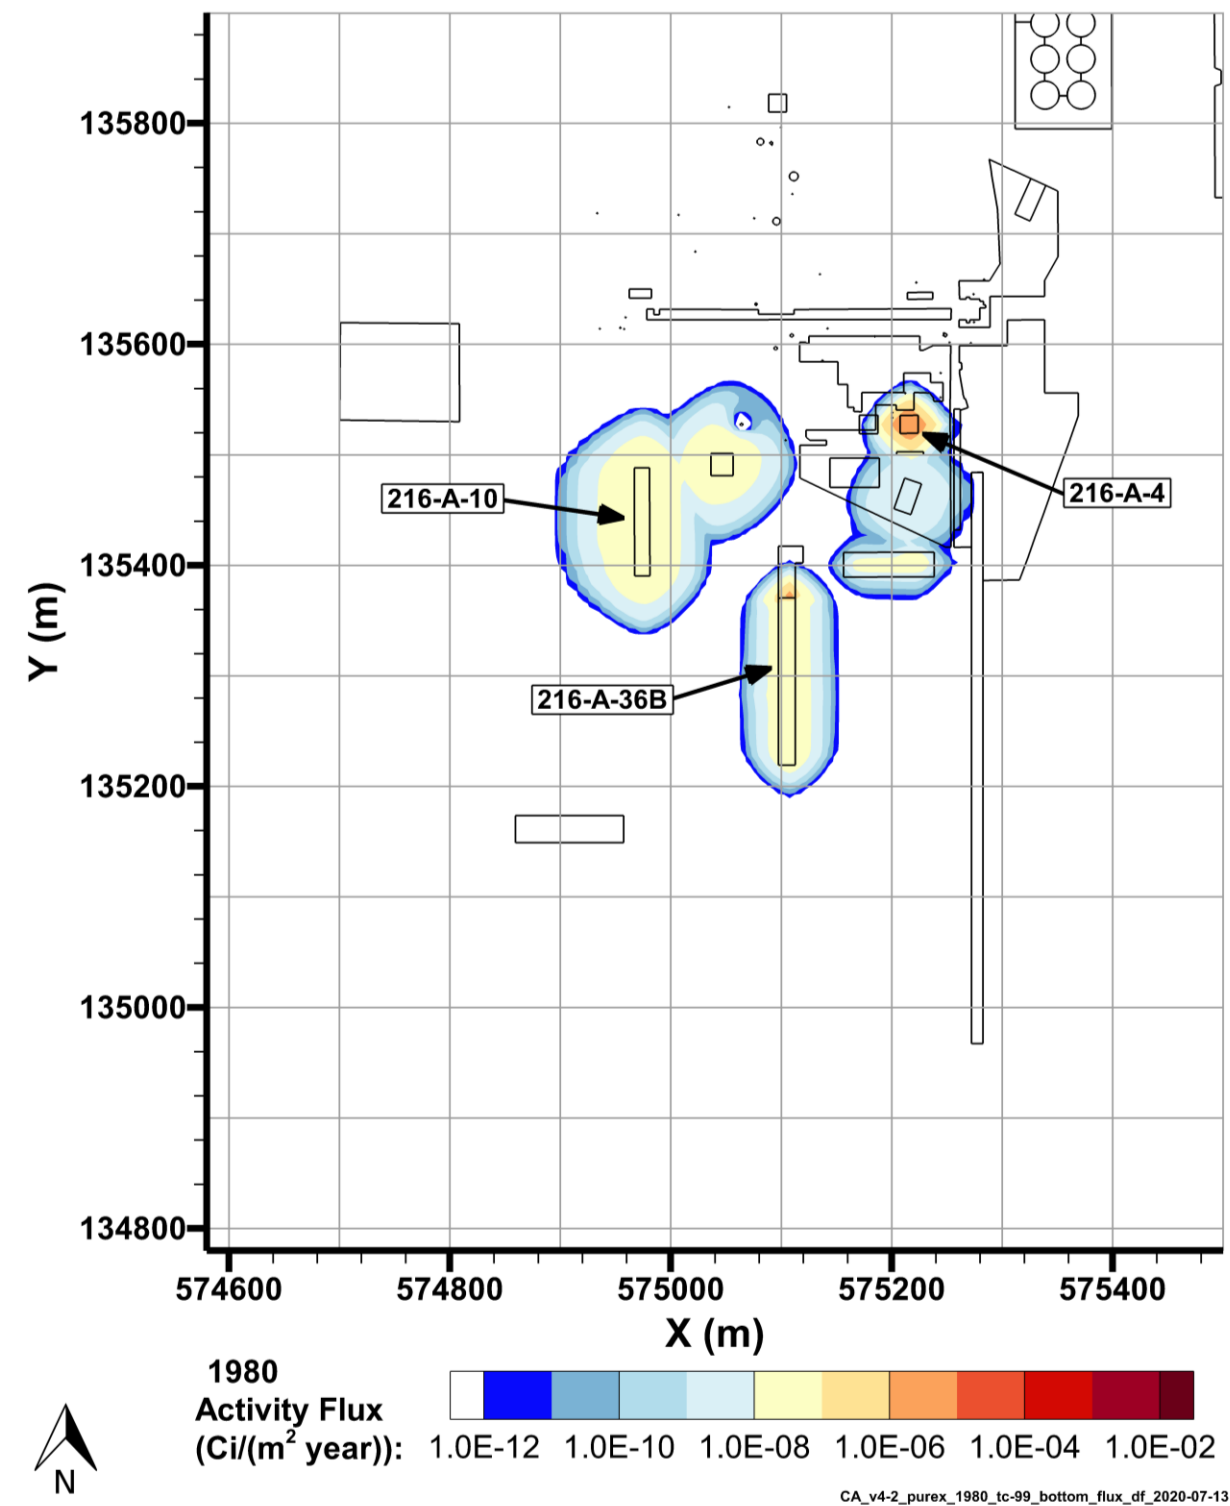 135800
135600
135400
135200
135000
134800
Y (m)
216-A-10
216-A-4
216-A-36B
574600 574800 575000 575200 575400
X (m)
1980
Activity Flux
(Ci/(m² year)):
1.0E-12 1.0E-10 1.0E-08 1.0E-06 1.0E-04 1.0E-02
N
CA_v4-2_purex_1980_tc-99_bottom_flux_df_2020-07-13